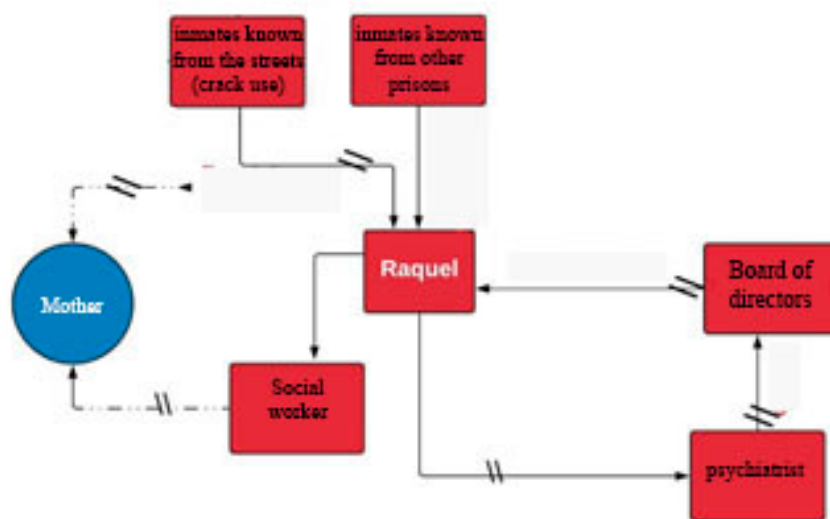 inmates known
from the streets
(crack use)
inmates known
from other
prisons
Raquel
Board of
directors
Mother
Social
worker
psychiatrist